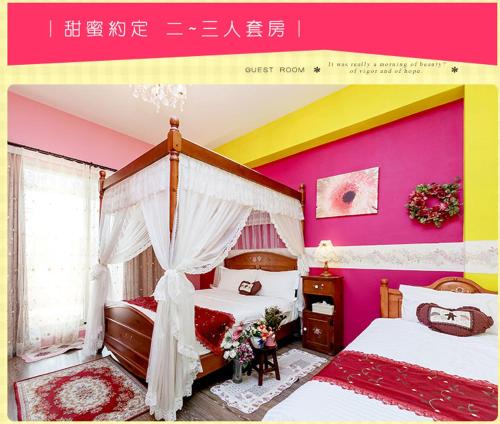 ｜甜蜜約定 二~三人套房｜
GUEST ROOM * It was really a morning of beauty? *
of vigor and of hope.